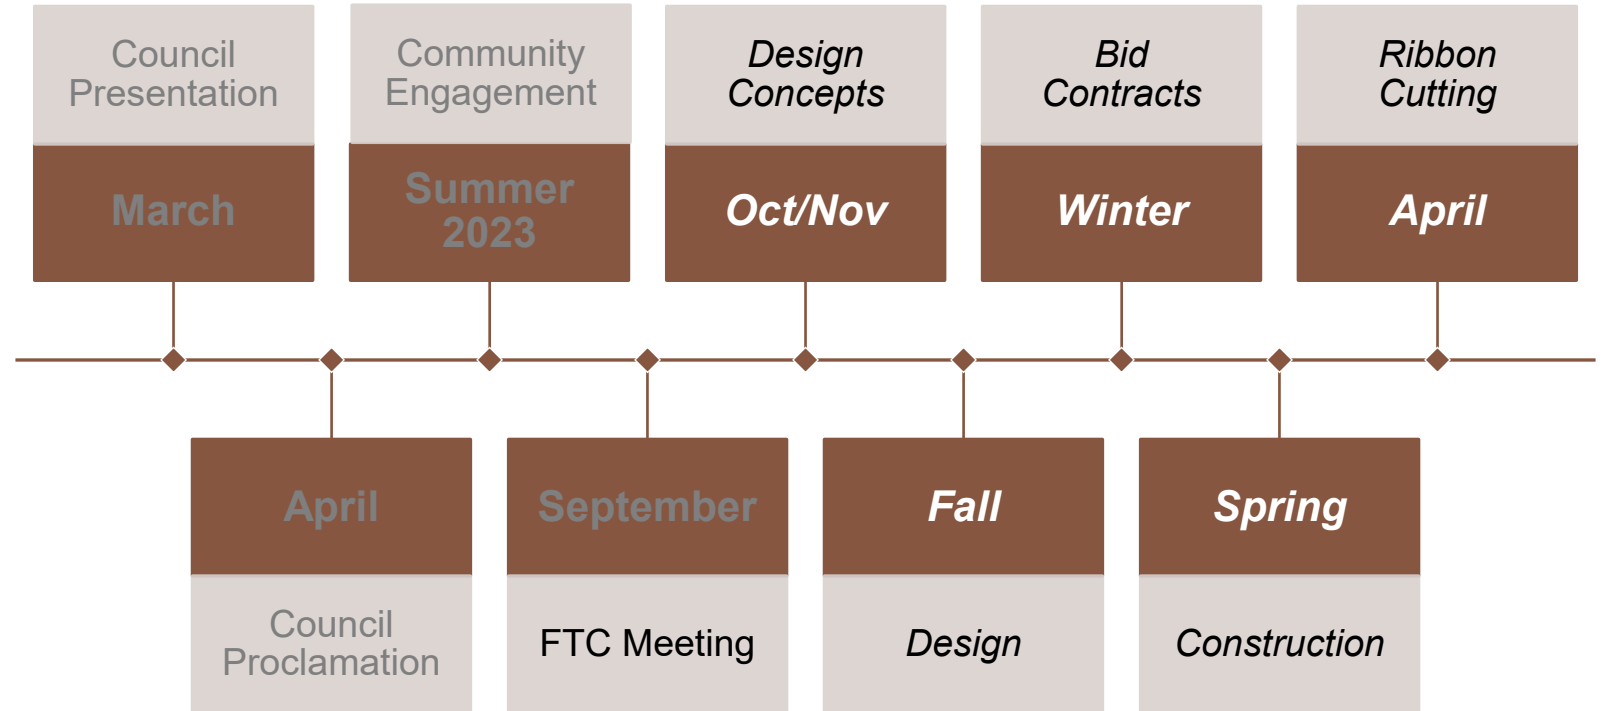 Council
Presentation
March
Community
Engagement
Summer
2023
Design
Concepts
Oct/Nov
Bid
Contracts
Winter
Ribbon
Cutting
April
April
Council
Proclamation
September
FTC Meeting
Fall
Design
Spring
Construction